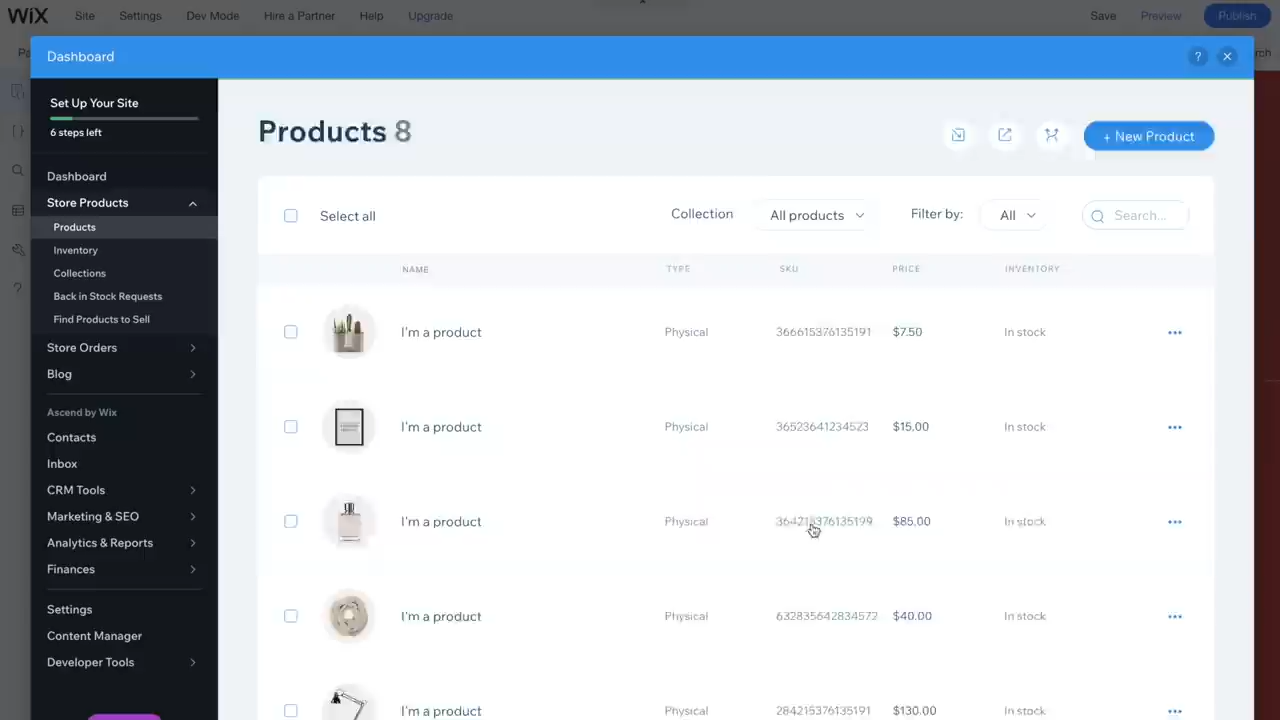 WiX Site Settings Dev Mode Hire a Partner Help Upgrade Save Preview Publish
Dashboard ?
Set Up Your Site
6 steps left
Dashboard
Store Products
Products
Inventory
Collections
Back in Stock Requests
Find Products to Sell
Store Orders
Blog
Ascend by Wix
Contacts
Inbox
CRM Tools
Marketing & SEO
Analytics & Reports
Finances
Settings
Content Manager
Developer Tools
Products 8
+ New Product
Select all Collection All products Filter by: All Search...
NAME TYPE SKU PRICE INVENTORY
I'm a product Physical 366615376135191 $7.50 In stock
I'm a product Physical 36523641234523 $15.00 In stock
I'm a product Physical 364215376135199 $85.00 In stock
I'm a product Physical 632835642834572 $40.00 In stock
I'm a product Physical 284215376135191 $130.00 In stock